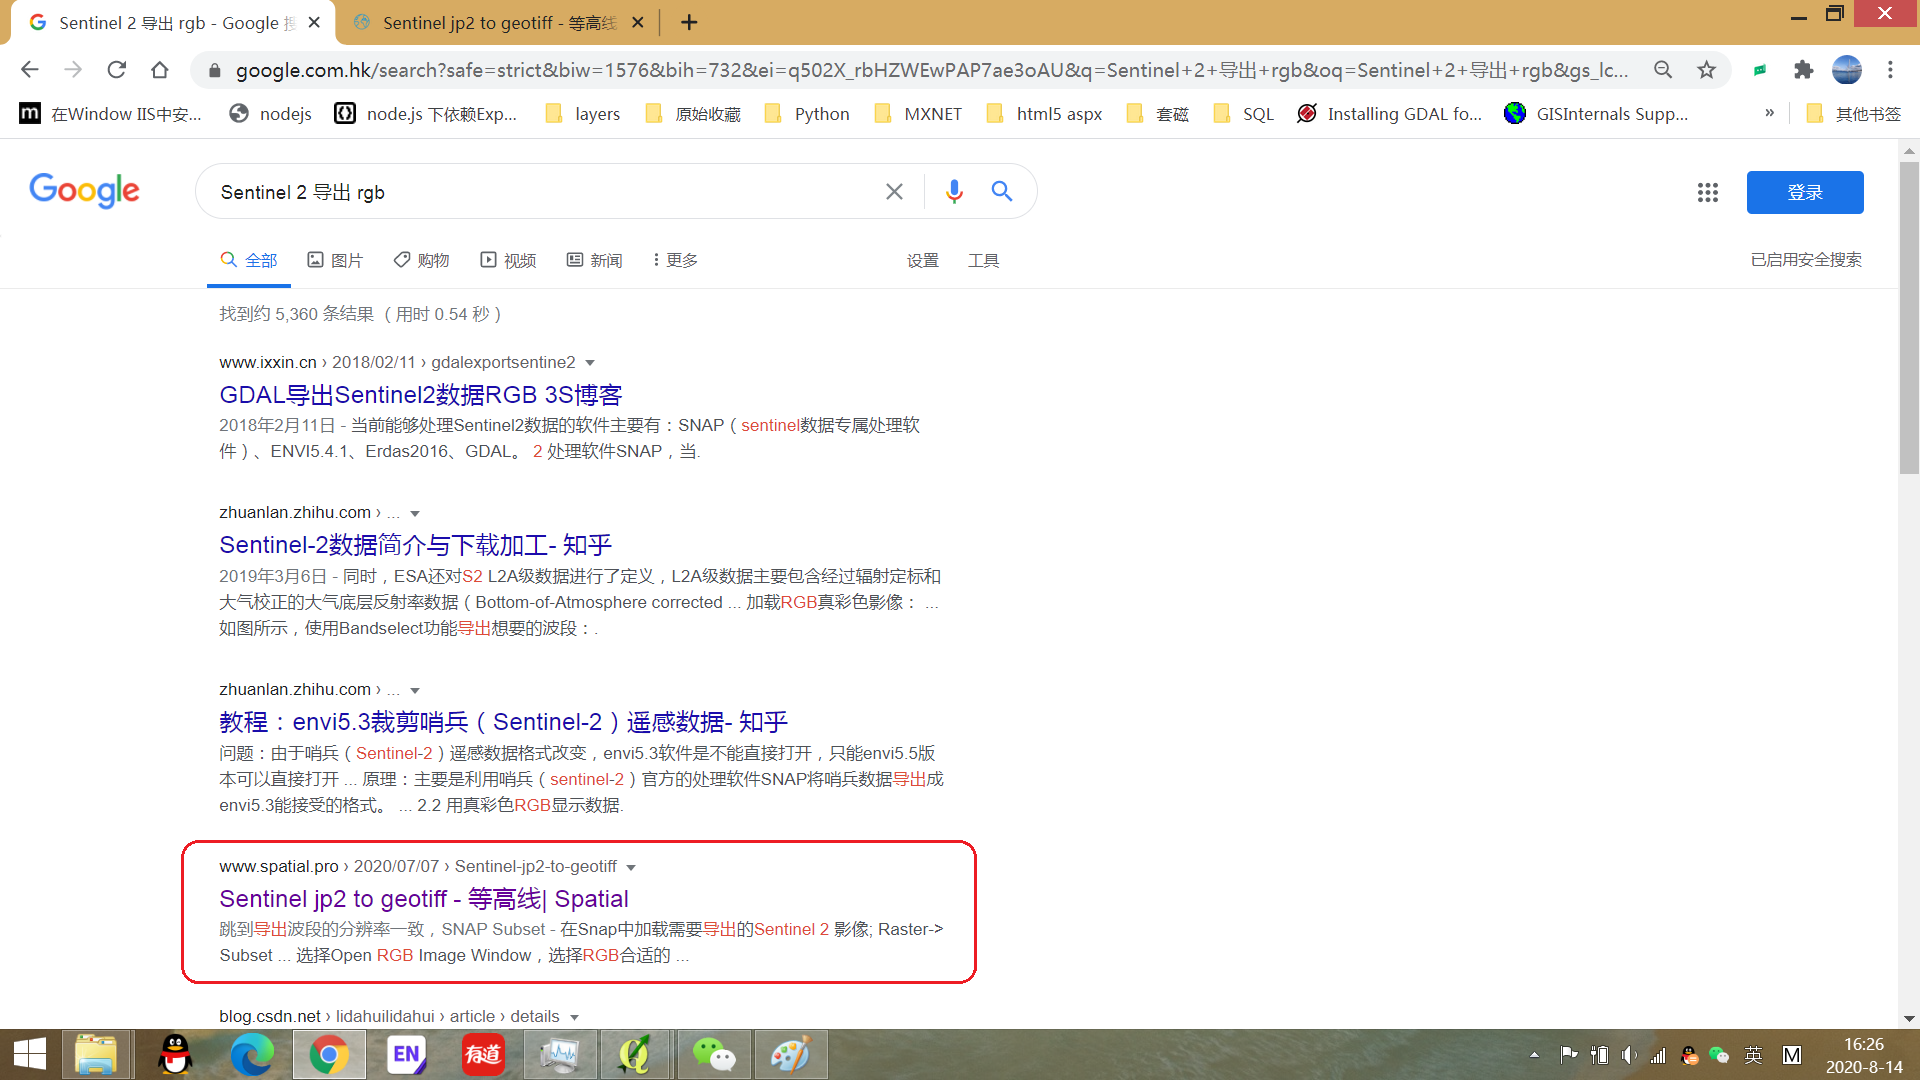 Sentinel 2 导出 rgb - Google 搜
Sentinel jp2 to geotiff - 等高线
google.com.hk/search?safe=strict&biw=1576&bih=732&ei=q502X_rbHZWEwPAP7ae3oAU&q=Sentinel+2+导出+rgb&oq=Sentinel+2+导出+rgb&gs_lc...
m 在Window IIS中安... nodejs node.js 下依赖Exp... layers 原始收藏 Python MXNET html5 aspx 套磁 SQL Installing GDAL fo... GISInternals Supp... » 其他书签
Google
Sentinel 2 导出 rgb
登录
全部 图片 购物 视频 新闻 更多 设置 工具
已启用安全搜索
找到约 5,360 条结果 （用时 0.54 秒）
www.ixxin.cn › 2018/02/11 › gdalexportsentine2
GDAL导出Sentinel2数据RGB 3S博客
2018年2月11日 - 当前能够处理Sentinel2数据的软件主要有：SNAP（sentinel数据专属处理软
件）、ENVI5.4.1、Erdas2016、GDAL。 2 处理软件SNAP，当.
zhuanlan.zhihu.com › ...
Sentinel-2数据简介与下载加工- 知乎
2019年3月6日 - 同时，ESA还对S2 L2A级数据进行了定义，L2A级数据主要包含经过辐射定标和
大气校正的大气底层反射率数据（Bottom-of-Atmosphere corrected ... 加载RGB真彩色影像： ...
如图所示，使用Bandselect功能导出想要的波段：.
zhuanlan.zhihu.com › ...
教程：envi5.3裁剪哨兵（Sentinel-2）遥感数据- 知乎
问题：由于哨兵（Sentinel-2）遥感数据格式改变，envi5.3软件是不能直接打开，只能envi5.5版
本可以直接打开 ... 原理：主要是利用哨兵（sentinel-2）官方的处理软件SNAP将哨兵数据导出成
envi5.3能接受的格式。 ... 2.2 用真彩色RGB显示数据.
www.spatial.pro › 2020/07/07 › Sentinel-jp2-to-geotiff
Sentinel jp2 to geotiff - 等高线| Spatial
跳到导出波段的分辨率一致，SNAP Subset - 在Snap中加载需要导出的Sentinel 2 影像; Raster->
Subset ... 选择Open RGB Image Window，选择RGB合适的 ...
blog.csdn.net › lidahuilidahui › article › details
EN
有道
英
M
16:26
2020-8-14